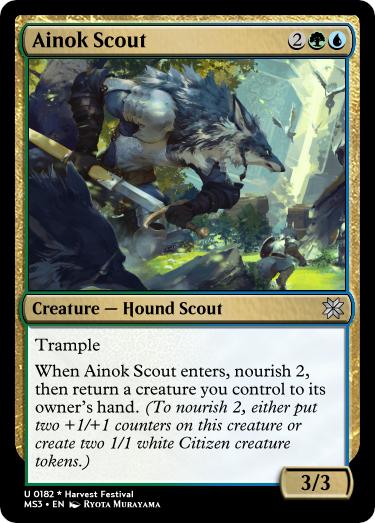 Ainok Scout 2
Creature — Hound Scout
Trample
When Ainok Scout enters, nourish 2,
then return a creature you control to its
owner's hand. (To nourish 2, either put
two +1/+1 counters on this creature or
create two 1/1 white Citizen creature
tokens.)
3/3
U 0182 * Harvest Festival
MS3 • EN Ryota Murayama